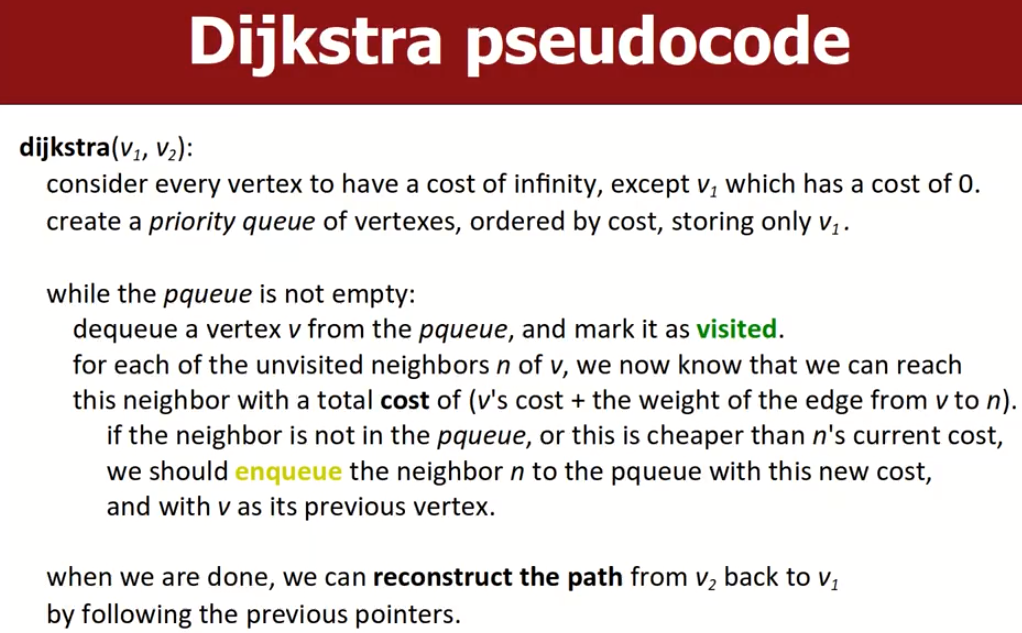 Dijkstra pseudocode
dijkstra(v₁, v₂):
consider every vertex to have a cost of infinity, except v₁ which has a cost of 0.
create a priority queue of vertexes, ordered by cost, storing only v₁.
while the pqueue is not empty:
dequeue a vertex v from the pqueue, and mark it as visited.
for each of the unvisited neighbors n of v, we now know that we can reach
this neighbor with a total cost of (v's cost + the weight of the edge from v to n).
if the neighbor is not in the pqueue, or this is cheaper than n's current cost,
we should enqueue the neighbor n to the pqueue with this new cost,
and with v as its previous vertex.
when we are done, we can reconstruct the path from v₂ back to v₁
by following the previous pointers.